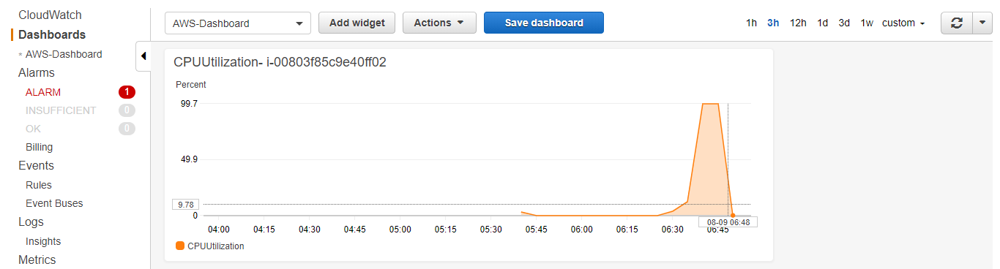 CloudWatch
Dashboards
* AWS-Dashboard
Alarms
ALARM 1
INSUFFICIENT 0
OK 0
Billing
Events
Rules
Event Buses
Logs
Insights
Metrics
AWS-Dashboard Add widget Actions Save dashboard 1h 3h 12h 1d 3d 1w custom
CPUUtilization- i-00803f85c9e40ff02
Percent
99.7
49.9
9.78
0
08-09 06:48
04:00 04:15 04:30 04:45 05:00 05:15 05:30 05:45 06:00 06:15 06:30 06:45
CPUUtilization